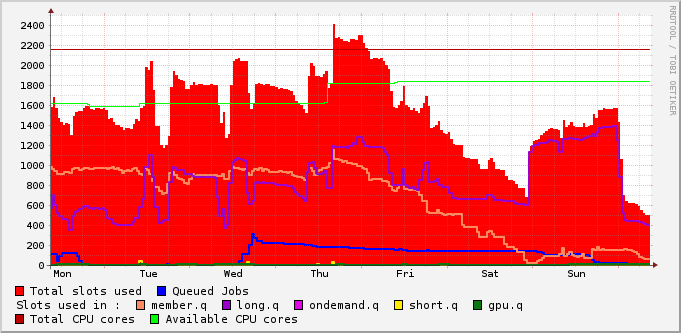 2400
2200
2000
1800
1600
1400
1200
1000
800
600
400
200
0
Mon Tue Wed Thu Fri Sat Sun
RRDTOOL / TOBI OETIKER
Total slots used Queued Jobs
Slots used in : member.q long.q ondemand.q short.q gpu.q
Total CPU cores Available CPU cores